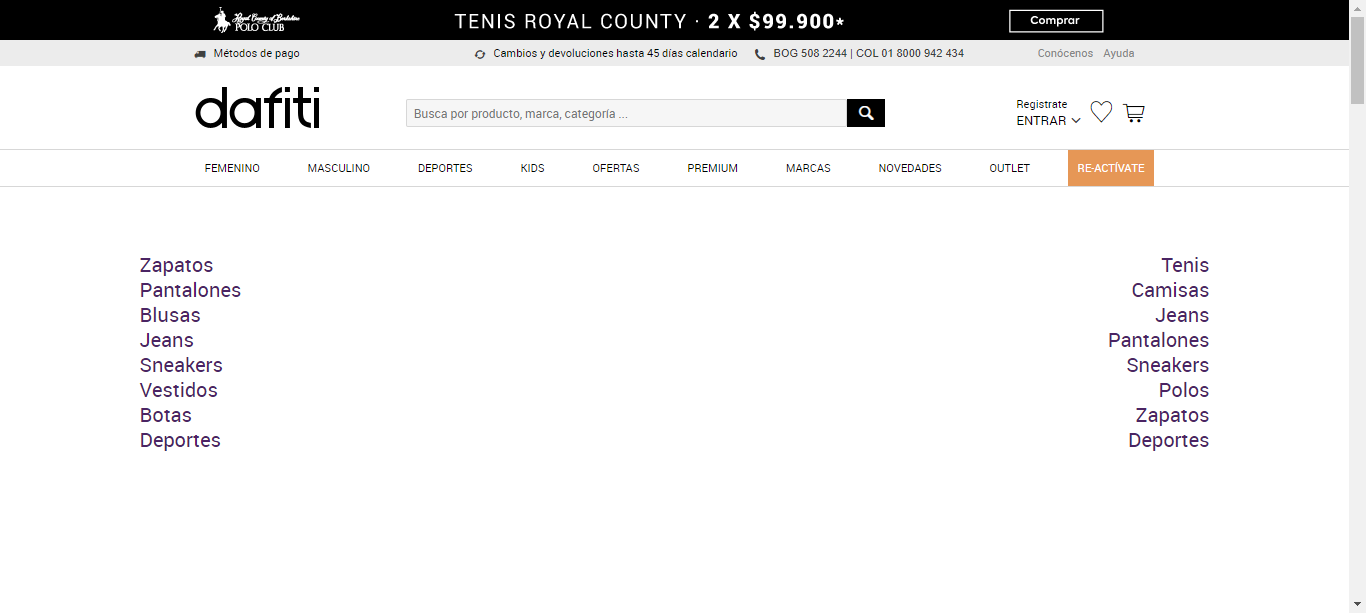 Royal County of Berkshire
POLO CLUB
TENIS ROYAL COUNTY · 2 X $99.900*
Comprar
Métodos de pago
Cambios y devoluciones hasta 45 días calendario
BOG 508 2244 | COL 01 8000 942 434
Conócenos
Ayuda
dafiti
Busca por producto, marca, categoría ...
Registrate
ENTRAR
FEMENINO
MASCULINO
DEPORTES
KIDS
OFERTAS
PREMIUM
MARCAS
NOVEDADES
OUTLET
RE-ACTÍVATE
Zapatos
Pantalones
Blusas
Jeans
Sneakers
Vestidos
Botas
Deportes
Tenis
Camisas
Jeans
Pantalones
Sneakers
Polos
Zapatos
Deportes